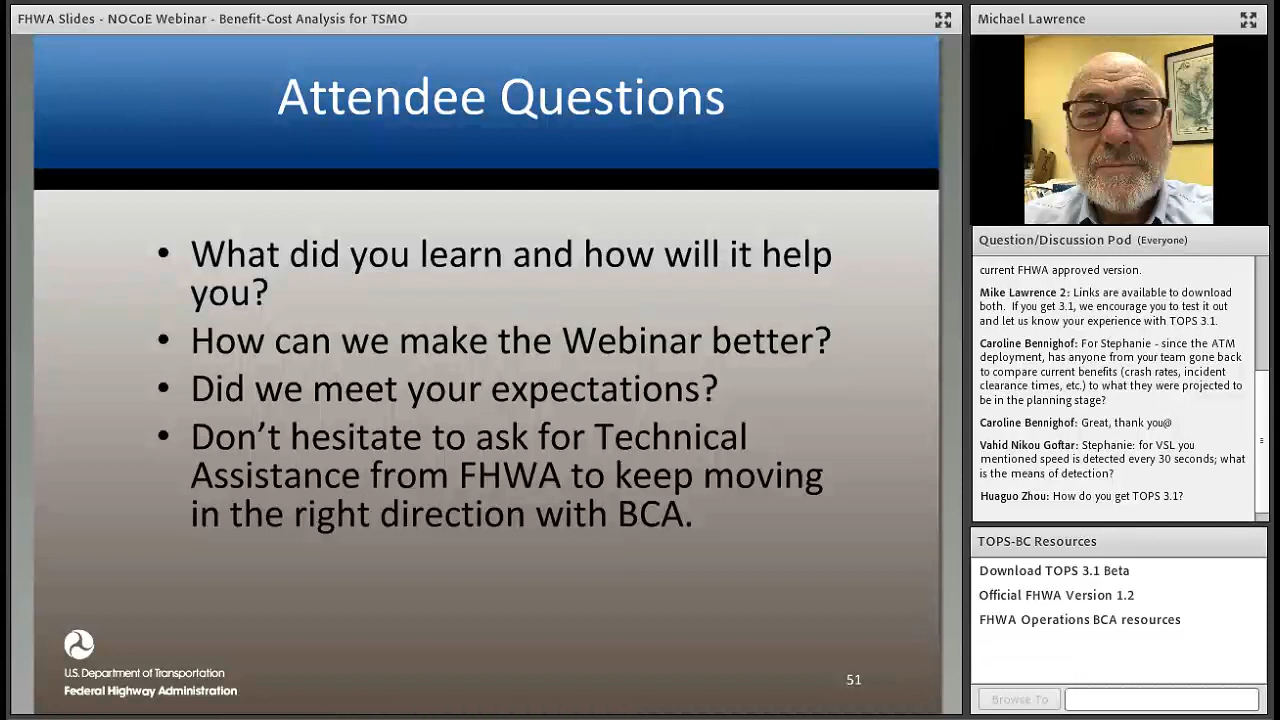 FHWA Slides - NOCoE Webinar - Benefit-Cost Analysis for TSMO
Attendee Questions
• What did you learn and how will it help
you?
• How can we make the Webinar better?
• Did we meet your expectations?
• Don't hesitate to ask for Technical
Assistance from FHWA to keep moving
in the right direction with BCA.
U.S. Department of Transportation
Federal Highway Administration
51
Michael Lawrence
Question/Discussion Pod (Everyone)
current FHWA approved version.
Mike Lawrence 2: Links are available to download
both. If you get 3.1, we encourage you to test it out
and let us know your experience with TOPS 3.1.
Caroline Bennighof: For Stephanie - since the ATM
deployment, has anyone from your team gone back
to compare current benefits (crash rates, incident
clearance times, etc.) to what they were projected to
be in the planning stage?
Caroline Bennighof: Great, thank you@
Vahid Nikou Goftar: Stephanie: for VSL you
mentioned speed is detected every 30 seconds; what
is the means of detection?
Huaguo Zhou: How do you get TOPS 3.1?
TOPS-BC Resources
Download TOPS 3.1 Beta
Official FHWA Version 1.2
FHWA Operations BCA resources
Browse To